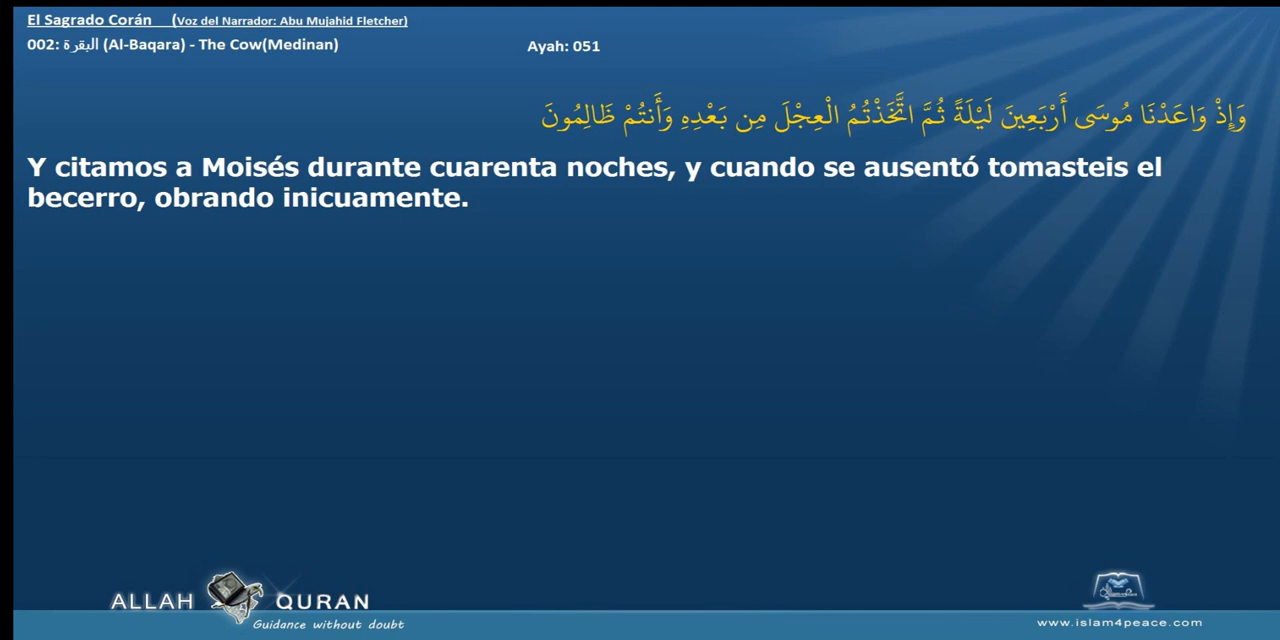 El Sagrado Corán (Voz del Narrador: Abu Mujahid Fletcher)
002: البقرة (Al-Baqara) - The Cow(Medinan)
Ayah: 051
وَإِذْ وَاعَدْنَا مُوسَى أَرْبَعِينَ لَيْلَةً ثُمَّ اتَّخَذْتُمُ الْعِجْلَ مِن بَعْدِهِ وَأَنتُمْ ظَالِمُونَ
Y citamos a Moisés durante cuarenta noches, y cuando se ausentó tomasteis el
becerro, obrando inicuamente.
ALLAH QURAN
Guidance without doubt
www.islam4peace.com